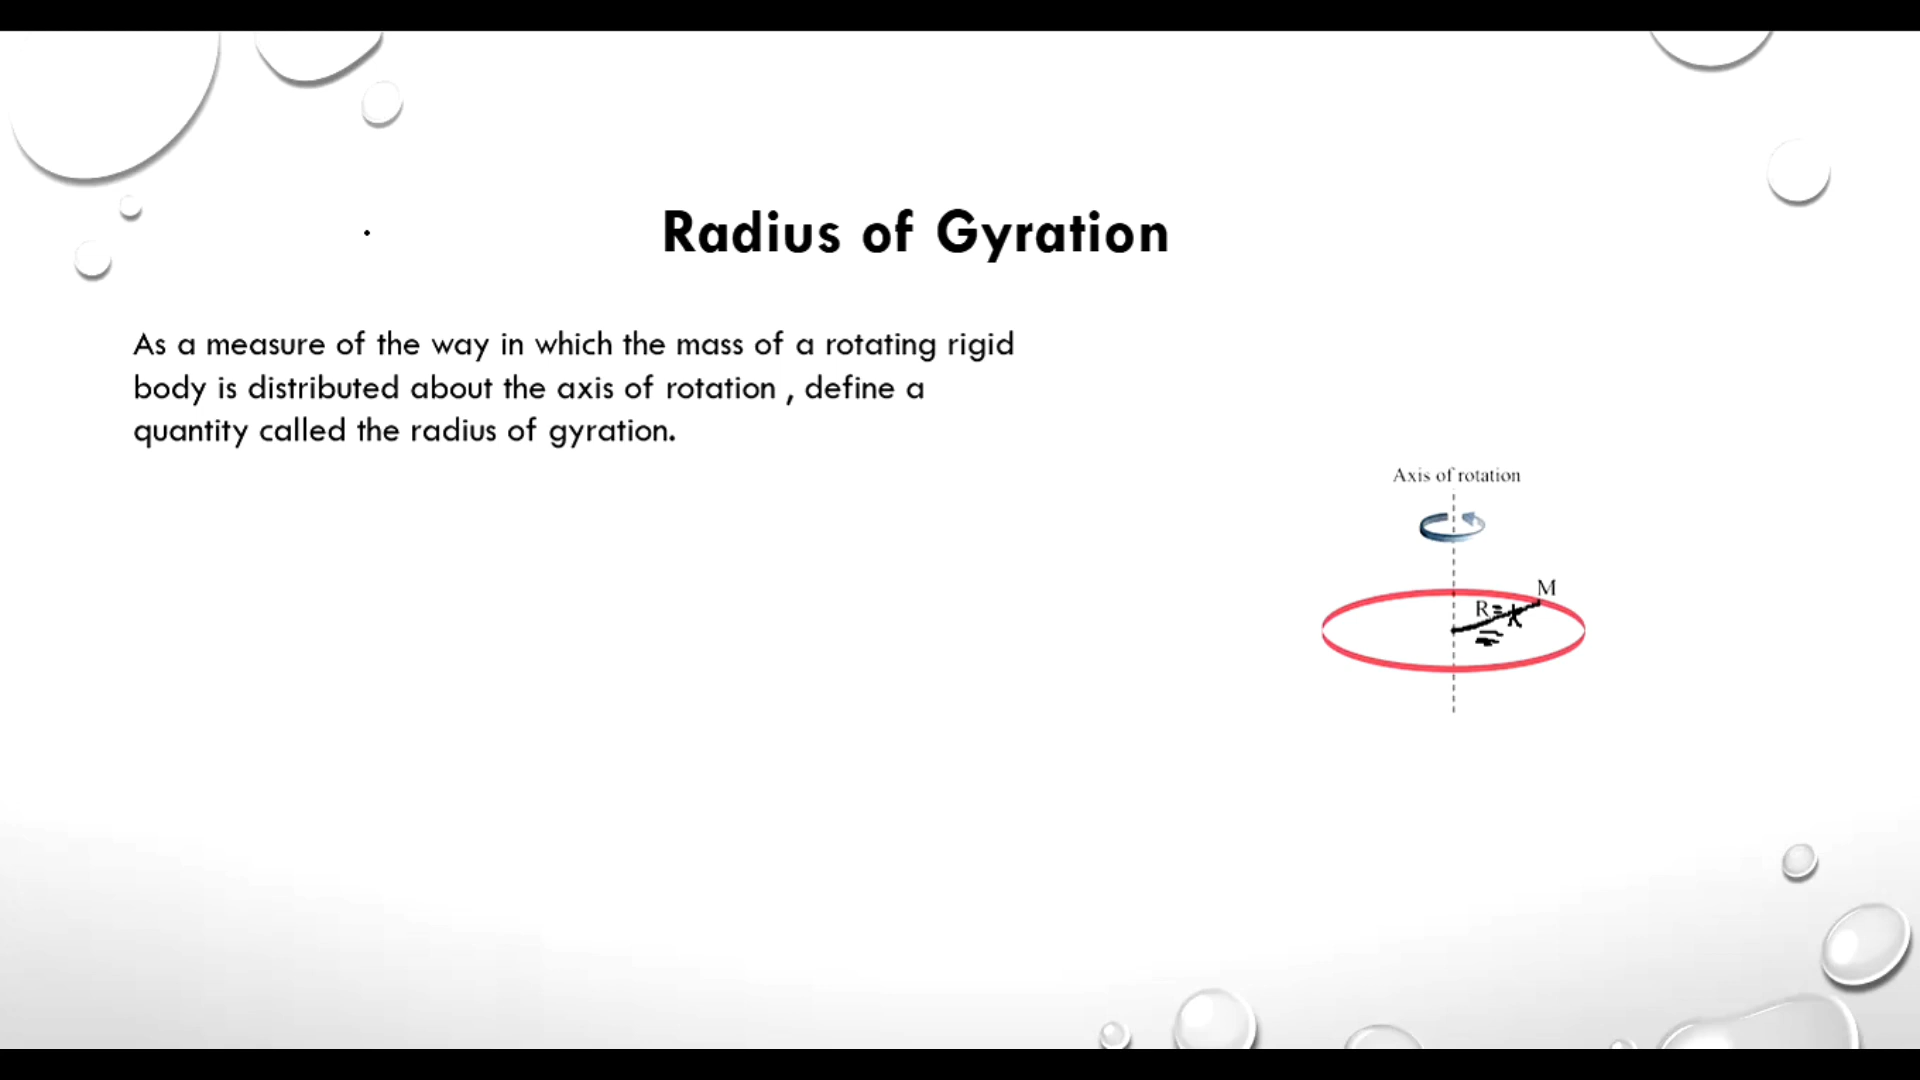 Radius of Gyration
As a measure of the way in which the mass of a rotating rigid
body is distributed about the axis of rotation , define a
quantity called the radius of gyration.
Axis of rotation
M
R = K